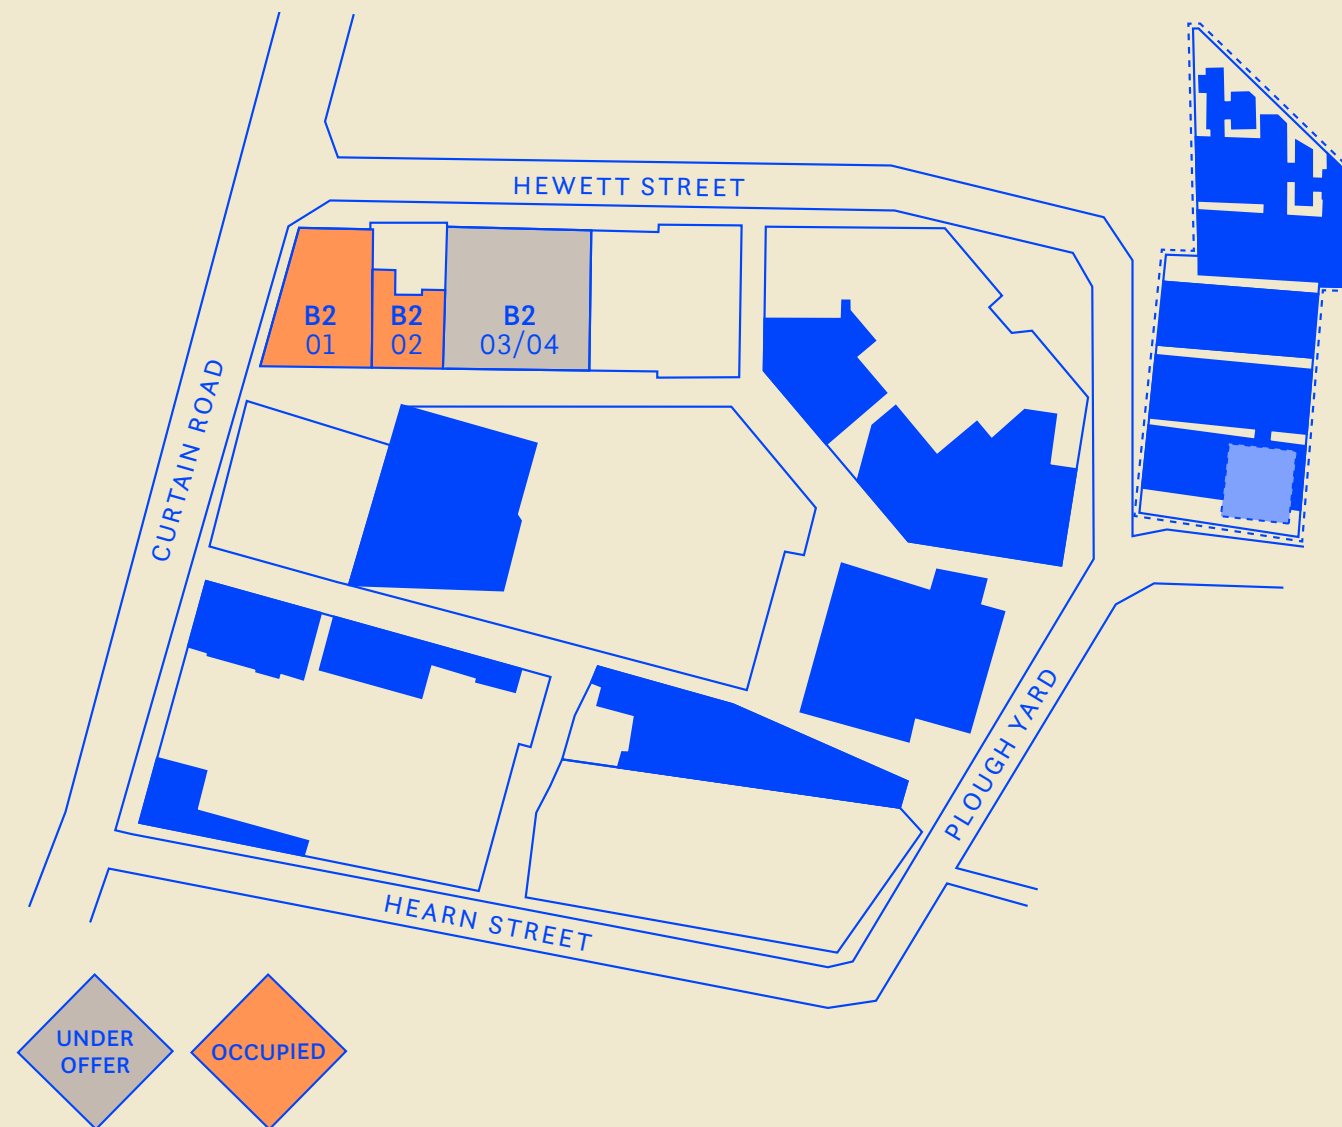 HEWETT STREET
B2
01
B2
02
B2
03/04
CURTAIN ROAD
PLOUGH YARD
HEARN STREET
UNDER
OFFER
OCCUPIED